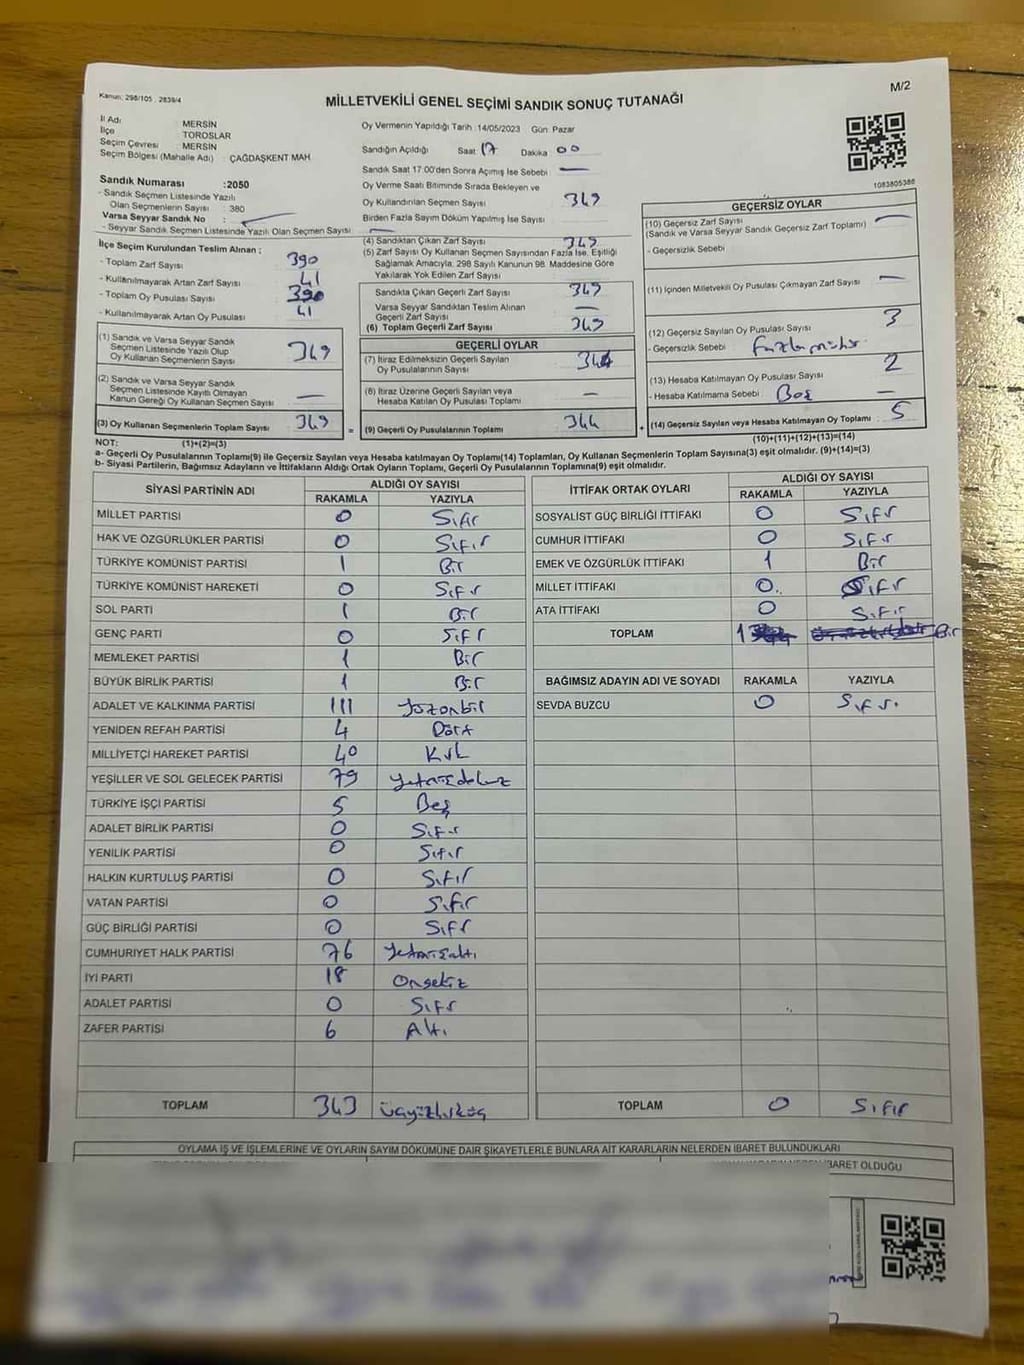 Kanun: 298/105 , 2839/4
M/2
MİLLETVEKİLİ GENEL SEÇİMİ SANDIK SONUÇ TUTANAĞI
İl Adı : MERSİN
İlçe : TOROSLAR
Seçim Çevresi : MERSİN
Seçim Bölgesi (Mahalle Adı) : ÇAĞDAŞKENT MAH.
Sandık Numarası :2050
- Sandık Seçmen Listesinde Yazılı
Olan Seçmenlerin Sayısı : 380
Varsa Seyyar Sandık No :
- Seyyar Sandık Listesinde Yazılı Olan Seçmen Sayısı : —
Oy Vermenin Yapıldığı Tarih :14/05/2023 Gün: Pazar
Sandığın Açıldığı Saat 17 Dakika 00
Sandık Saat 17:00'den Sonra Açılmış İse Sebebi —
Oy Verme Saati Bitiminde Sırada Bekleyen ve
Oy Kullandırılan Seçmen Sayısı 349
Birden Fazla Sayım Döküm Yapılmış İse Sayısı
1083805386
İlçe Seçim Kurulundan Teslim Alınan ;
- Toplam Zarf Sayısı : 390
- Kullanılmayarak Artan Zarf Sayısı : 41
- Toplam Oy Pusulası Sayısı : 390
- Kullanılmayarak Artan Oy Pusulası : 41
(1) Sandık ve Varsa Seyyar Sandık
Seçmen Listesinde Yazılı Olup
Oy Kullanan Seçmenlerin Sayısı : 349
(2) Sandık ve Varsa Seyyar Sandık
Seçmen Listesinde Kayıtlı Olmayan
Kanun Gereği Oy Kullanan Seçmen Sayısı : —
(3) Oy Kullanan Seçmenlerin Toplam Sayısı : 349
(4) Sandıktan Çıkan Zarf Sayısı : 349
(5) Zarf Sayısı Oy Kullanan Seçmen Sayısından Fazla İse, Eşitliği
Sağlamak Amacıyla; 298 Sayılı Kanunun 98. Maddesine Göre
Yakılarak Yok Edilen Zarf Sayısı
Sandıkta Çıkan Geçerli Zarf Sayısı : 349
Varsa Seyyar Sandıktan Teslim Alınan
Geçerli Zarf Sayısı : —
(6) Toplam Geçerli Zarf Sayısı : 349
GEÇERLİ OYLAR
(7) İtiraz Edilmeksizin Geçerli Sayılan
Oy Pusulalarının Sayısı : 344
(8) İtiraz Üzerine Geçerli Sayılan veya
Hesaba Katılan Oy Pusulası Toplamı : —
= (9) Geçerli Oy Pusulalarının Toplamı : 344
GEÇERSİZ OYLAR
(10) Geçersiz Zarf Sayısı : —
(Sandık ve Varsa Seyyar Sandık Geçersiz Zarf Toplamı)
- Geçersizlik Sebebi
(11) İçinden Milletvekili Oy Pusulası Çıkmayan Zarf Sayısı : —
(12) Geçersiz Sayılan Oy Pusulası Sayısı : 3
- Geçersizlik Sebebi : Fazla mühür
(13) Hesaba Katılmayan Oy Pusulası Sayısı : 2
- Hesaba Katılmama Sebebi : Boş —
+ (14) Geçersiz Sayılan veya Hesaba Katılmayan Oy Toplamı : 5
NOT: (1)+(2)=(3) (10)+(11)+(12)+(13)=(14)
a- Geçerli Oy Pusulalarının Toplamı(9) ile Geçersiz Sayılan veya Hesaba katılmayan Oy Toplamı(14) Toplamları, Oy Kullanan Seçmenlerin Toplam Sayısına(3) eşit olmalıdır. (9)+(14)=(3)
b- Siyasi Partilerin, Bağımsız Adayların ve İttifakların Aldığı Ortak Oyların Toplamı, Geçerli Oy Pusulalarının Toplamına(9) eşit olmalıdır.
SİYASİ PARTİNİN ADI ALDIĞI OY SAYISI
RAKAMLA YAZIYLA
MİLLET PARTİSİ 0 Sıfır
HAK VE ÖZGÜRLÜKLER PARTİSİ 0 Sıfır
TÜRKİYE KOMÜNİST PARTİSİ 1 Bir
TÜRKİYE KOMÜNİST HAREKETİ 0 Sıfır
SOL PARTİ 1 Bir
GENÇ PARTİ 0 Sıfır
MEMLEKET PARTİSİ 1 Bir
BÜYÜK BİRLİK PARTİSİ 1 Bir
ADALET VE KALKINMA PARTİSİ 111 Yüzonbir
YENİDEN REFAH PARTİSİ 4 Dört
MİLLİYETÇİ HAREKET PARTİSİ 40 Kırk
YEŞİLLER VE SOL GELECEK PARTİSİ 79 Yetmişdokuz
TÜRKİYE İŞÇİ PARTİSİ 5 Beş
ADALET BİRLİK PARTİSİ 0 Sıfır
YENİLİK PARTİSİ 0 Sıfır
HALKIN KURTULUŞ PARTİSİ 0 Sıfır
VATAN PARTİSİ 0 Sıfır
GÜÇ BİRLİĞİ PARTİSİ 0 Sıfır
CUMHURİYET HALK PARTİSİ 76 Yetmişaltı
İYİ PARTİ 18 Onsekiz
ADALET PARTİSİ 0 Sıfır
ZAFER PARTİSİ 6 Altı
TOPLAM 343 üçyüzkırküç
İTTİFAK ORTAK OYLARI ALDIĞI OY SAYISI
RAKAMLA YAZIYLA
SOSYALİST GÜÇ BİRLİĞİ İTTİFAKI 0 Sıfır
CUMHUR İTTİFAKI 0 Sıfır
EMEK VE ÖZGÜRLÜK İTTİFAKI 1 Bir
MİLLET İTTİFAKI 0 Sıfır
ATA İTTİFAKI 0 Sıfır
TOPLAM 1 Bir
BAĞIMSIZ ADAYIN ADI VE SOYADI RAKAMLA YAZIYLA
SEVDA BUZCU 0 Sıfır
TOPLAM 0 Sıfır
OYLAMA İŞ VE İŞLEMLERİNE VE OYLARIN SAYIM DÖKÜMÜNE DAİR ŞİKAYETLERLE BUNLARA AİT KARARLARIN NELERDEN İBARET BULUNDUKLARI
İBARET OLDUĞU